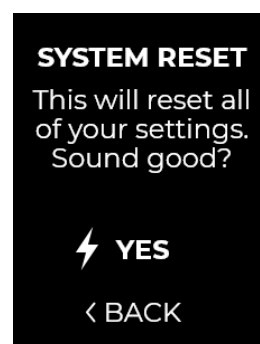 SYSTEM RESET
This will reset all
of your settings.
Sound good?
YES
< BACK